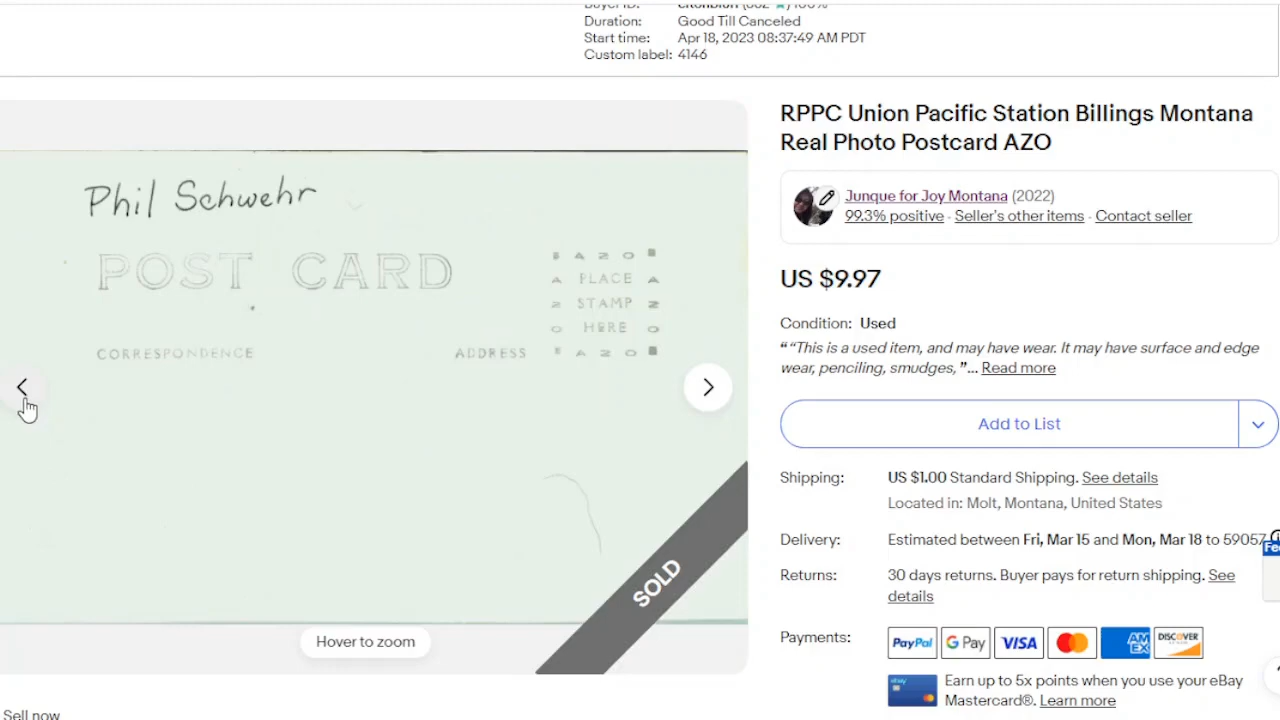 Duration: Good Till Canceled
Start time: Apr 18, 2023 08:37:49 AM PDT
Custom label: 4146
RPPC Union Pacific Station Billings Montana
Real Photo Postcard AZO
Junque for Joy Montana (2022)
99.3% positive · Seller's other items · Contact seller
US $9.97
Condition: Used
“ “This is a used item, and may have wear. It may have surface and edge
wear, penciling, smudges, ”... Read more
Add to List
Shipping: US $1.00 Standard Shipping. See details
Located in: Molt, Montana, United States
Delivery: Estimated between Fri, Mar 15 and Mon, Mar 18 to 59057
Returns: 30 days returns. Buyer pays for return shipping. See
details
Payments: PayPal G Pay VISA AM EX DISCOVER
ebay Earn up to 5x points when you use your eBay
Mastercard®. Learn more
Phil Schwehr
POST CARD
AZO
A PLACE A
Z STAMP Z
O HERE O
AZO
CORRESPONDENCE ADDRESS
SOLD
Hover to zoom
Sell now